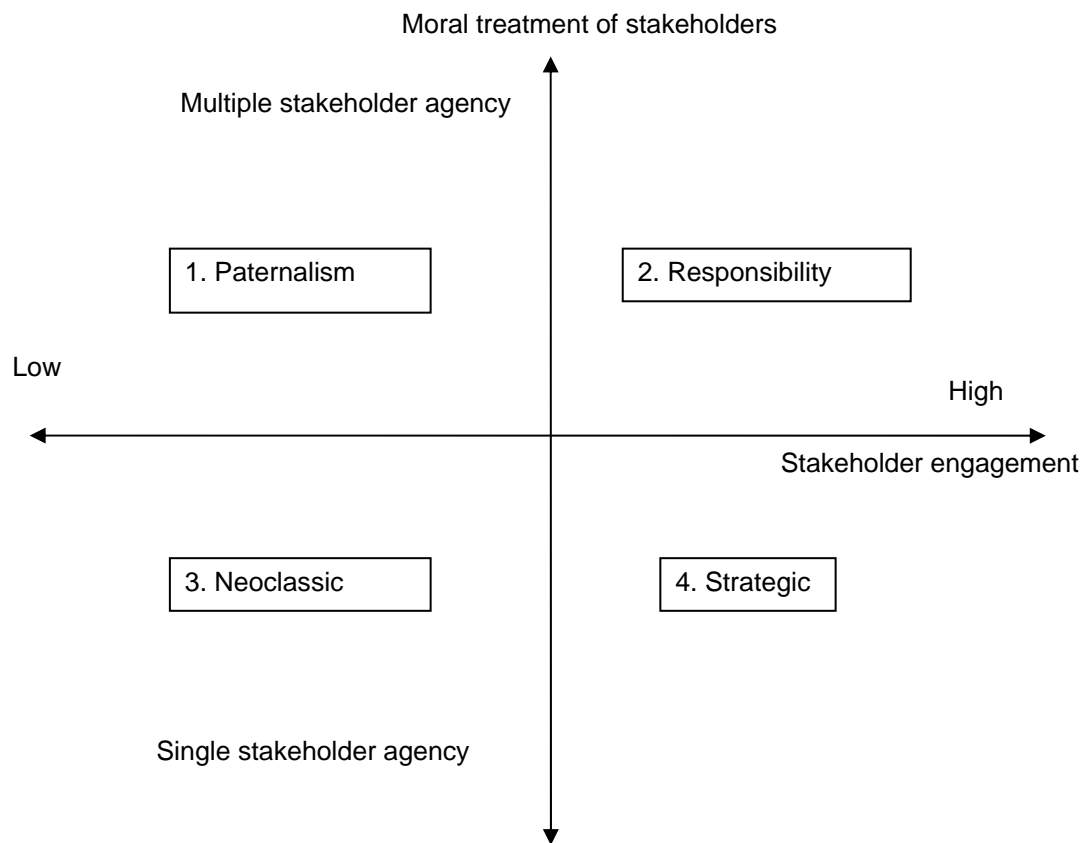 Moral treatment of stakeholders
Multiple stakeholder agency
1. Paternalism
2. Responsibility
Low
High
Stakeholder engagement
3. Neoclassic
4. Strategic
Single stakeholder agency